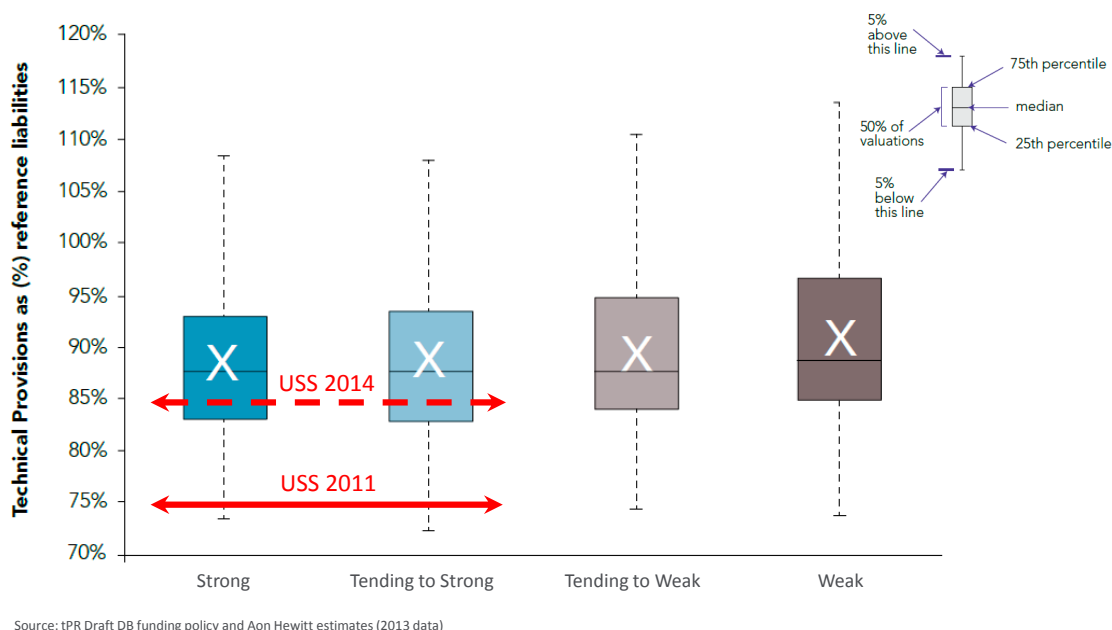 Technical Provisions as (%) reference liabilities
120%
115%
110%
105%
100%
95%
90%
85%
80%
75%
70%
X
X
X
X
USS 2014
USS 2011
Strong
Tending to Strong
Tending to Weak
Weak
5%
above
this line
75th percentile
median
50% of
valuations
25th percentile
5%
below
this line
Source: tPR Draft DB funding policy and Aon Hewitt estimates (2013 data)